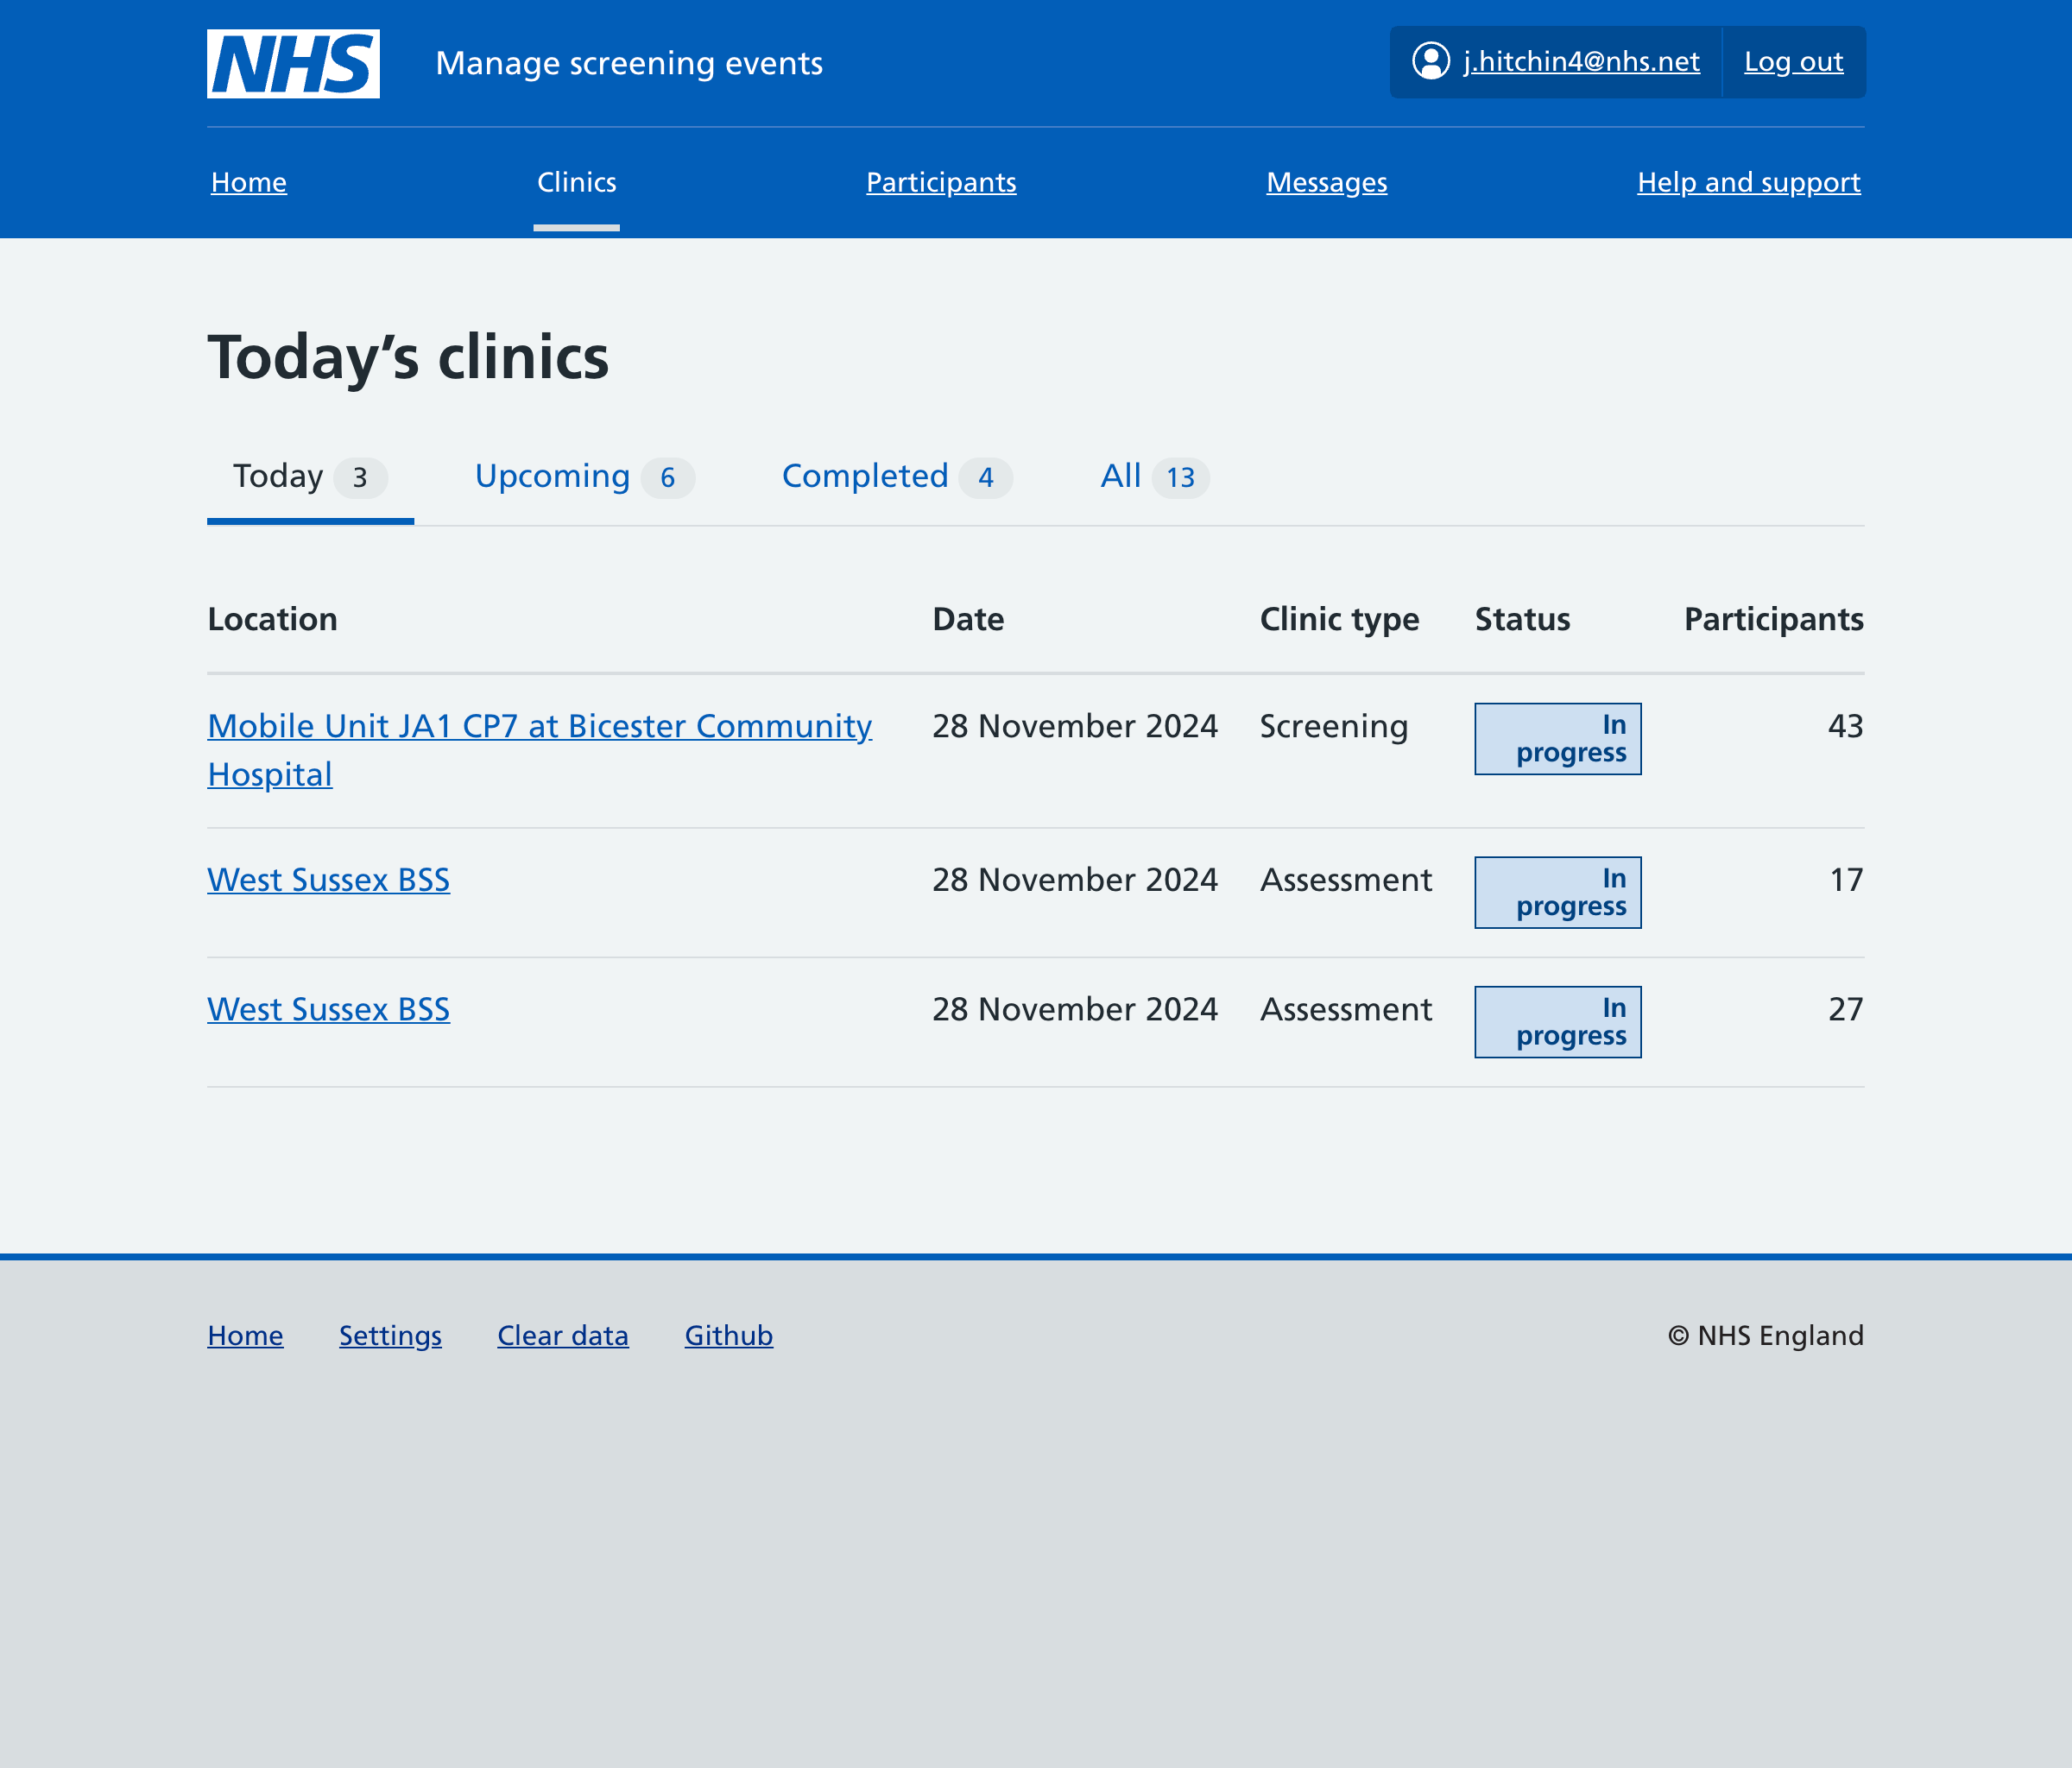 NHS Manage screening events j.hitchin4@nhs.net Log out
Home Clinics Participants Messages Help and support
Today’s clinics
Today 3 Upcoming 6 Completed 4 All 13
Location Date Clinic type Status Participants
Mobile Unit JA1 CP7 at Bicester Community 28 November 2024 Screening In 43
Hospital progress
West Sussex BSS 28 November 2024 Assessment In 17
progress
West Sussex BSS 28 November 2024 Assessment In 27
progress
Home Settings Clear data Github © NHS England